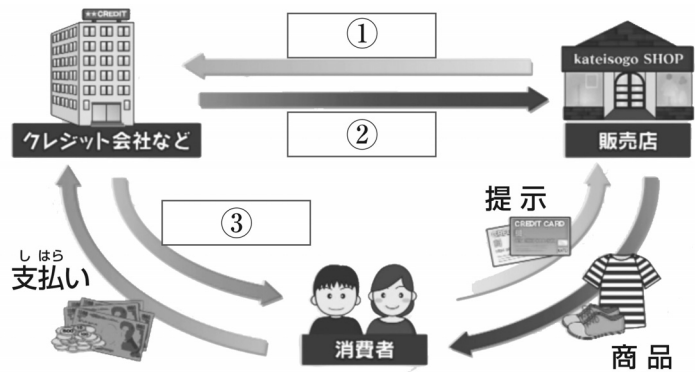 ★★CREDIT
①
kateisogo SHOP
クレジット会社など
②
販売店
③
提示
CREDIT CARD
しはら
支払い
消費者
商品